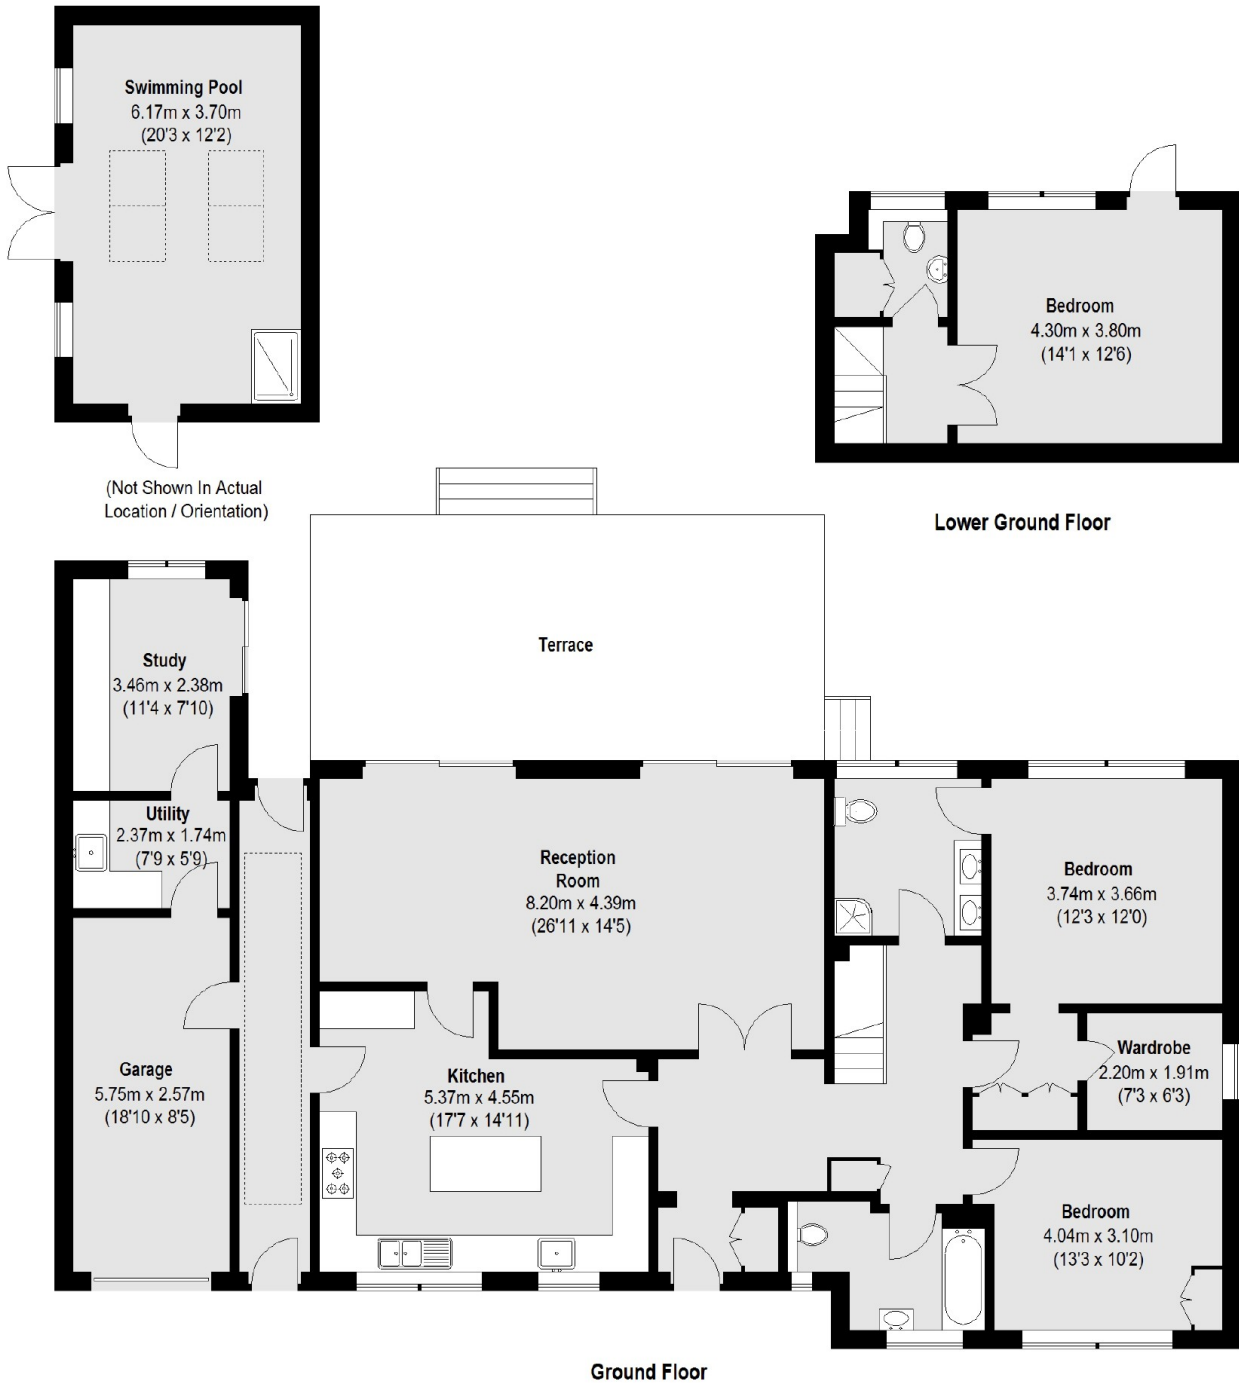 Swimming Pool
6.17m x 3.70m
(20'3 x 12'2)
(Not Shown In Actual
Location / Orientation)
Bedroom
4.30m x 3.80m
(14'1 x 12'6)
Lower Ground Floor
Terrace
Study
3.46m x 2.38m
(11'4 x 7'10)
Utility
2.37m x 1.74m
(7'9 x 5'9)
Reception
Room
8.20m x 4.39m
(26'11 x 14'5)
Bedroom
3.74m x 3.66m
(12'3 x 12'0)
Garage
5.75m x 2.57m
(18'10 x 8'5)
Kitchen
5.37m x 4.55m
(17'7 x 14'11)
Wardrobe
2.20m x 1.91m
(7'3 x 6'3)
Bedroom
4.04m x 3.10m
(13'3 x 10'2)
Ground Floor